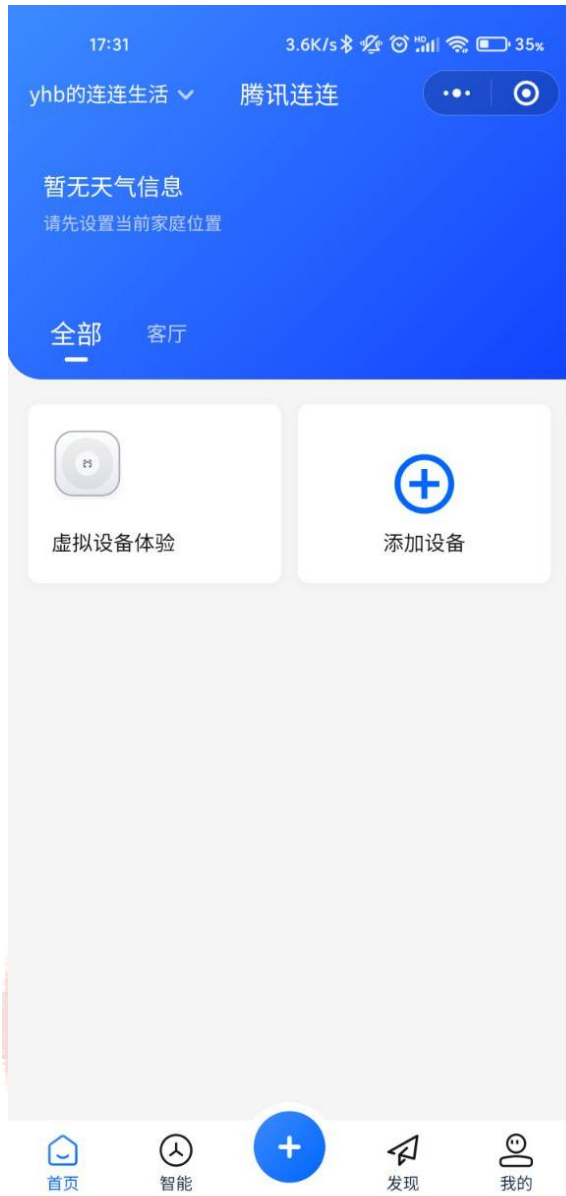 17:31 3.6K/s HD 35%
yhb的连连生活 腾讯连连
暂无天气信息
请先设置当前家庭位置
全部 客厅
虚拟设备体验 添加设备
首页 智能 发现 我的